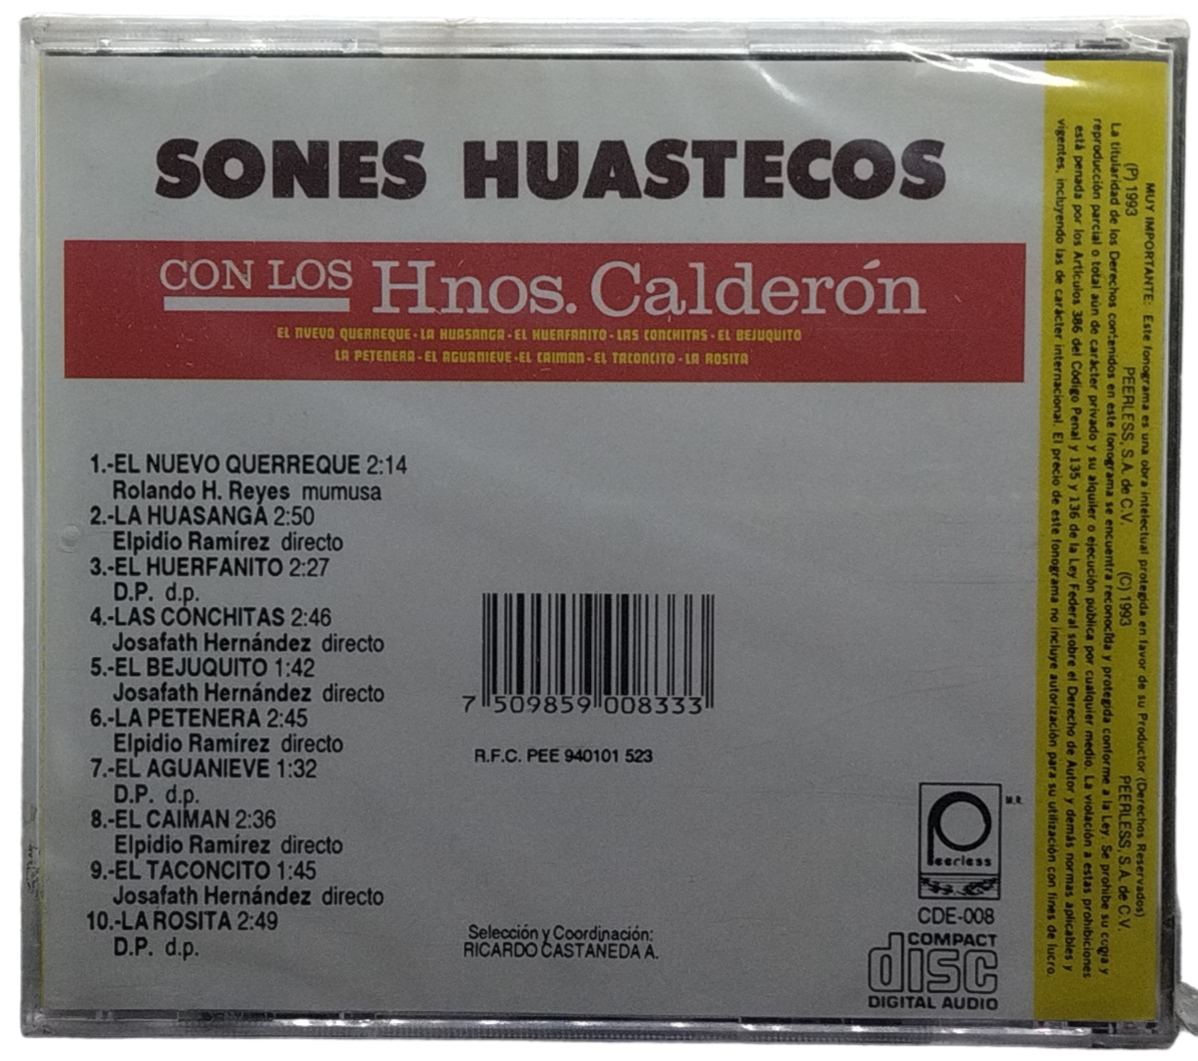 SONES HUASTECOS
CON LOS Hnos. Calderón
EL NUEVO QUERREQUE - LA HUASANGA - EL HUERFANITO - LAS CONCHITAS - EL BEJUQUITO
LA PETENERA - EL AGUANIEVE - EL CAIMAN - EL TACONCITO - LA ROSITA
1.-EL NUEVO QUERREQUE 2:14
Rolando H. Reyes mumusa
2.-LA HUASANGA 2:50
Elpidio Ramírez directo
3.-EL HUERFANITO 2:27
D.P. d.p.
4.-LAS CONCHITAS 2:46
Josafath Hernández directo
5.-EL BEJUQUITO 1:42
Josafath Hernández directo
6.-LA PETENERA 2:45
Elpidio Ramírez directo
7.-EL AGUANIEVE 1:32
D.P. d.p.
8.-EL CAIMAN 2:36
Elpidio Ramírez directo
9.-EL TACONCITO 1:45
Josafath Hernández directo
10.-LA ROSITA 2:49
D.P. d.p.
7 509859 008333
R.F.C. PEE 940101 523
Selección y Coordinación:
RICARDO CASTANEDA A.
Peerless
M.R.
CDE-008
COMPACT
disc
DIGITAL AUDIO
MUY IMPORTANTE: Este fonograma es una obra intelectual protegida en favor de su Productor (Derechos Reservados)
(P) 1993 PEERLESS, S.A. de C.V. (C) 1993 PEERLESS, S.A. de C.V.
La titularidad de los Derechos contenidos en este fonograma se encuentra reconocida y protegida conforme a la Ley. Se prohibe su copia y
reproducción parcial o total aún de carácter privado y su alquiler o ejecución pública por cualquier medio. La violación a estas prohibiciones
está penada por los Artículos 386 del Código Penal y 135 y 136 de la Ley Federal sobre el Derecho de Autor y demás normas aplicables y
vigentes, incluyendo las de carácter internacional. El precio de este fonograma no incluye autorización para su utilización con fines de lucro.